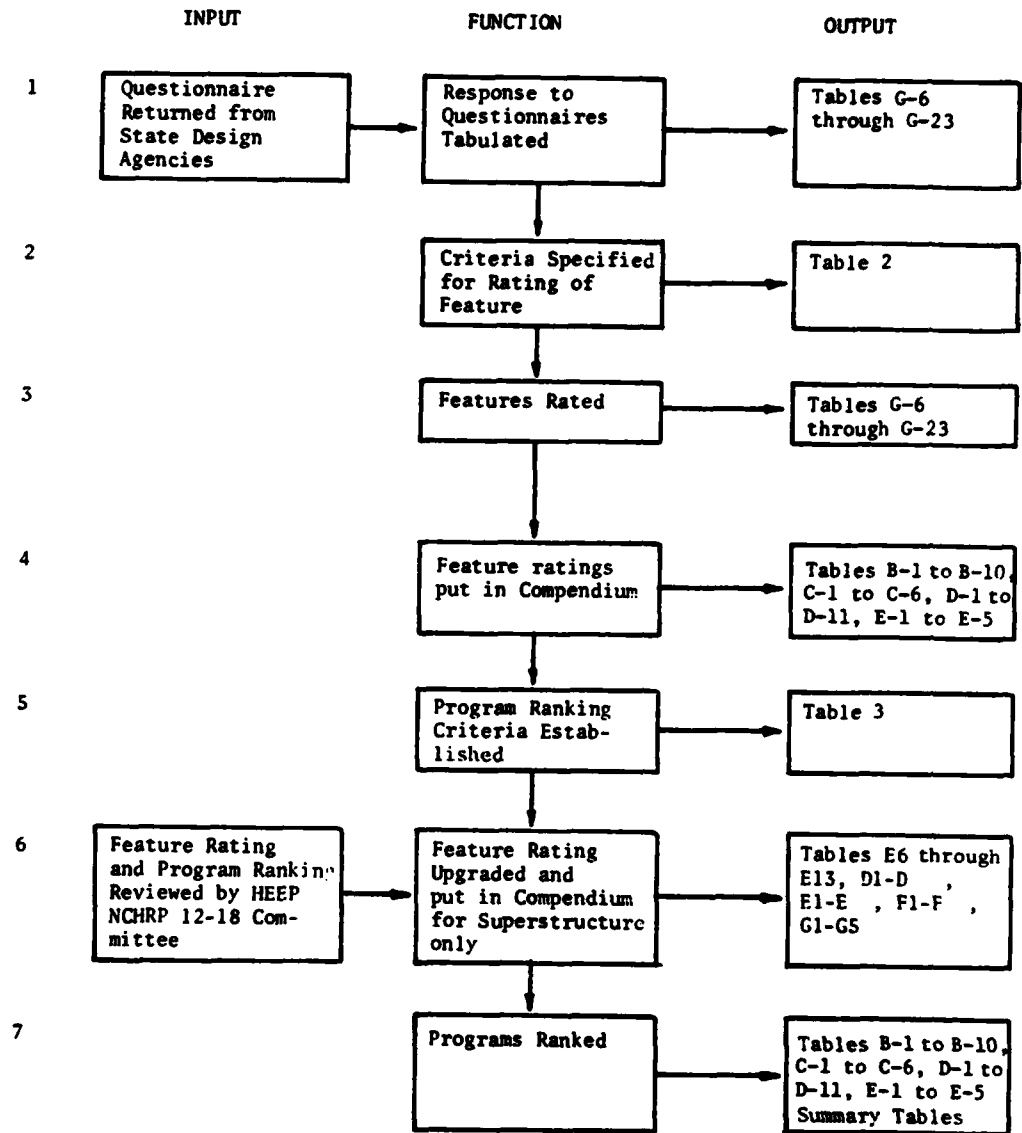 INPUT
FUNCTION
OUTPUT
1
Questionnaire
Returned from
State Design
Agencies
Response to
Questionnaires
Tabulated
Tables G-6
through G-23
2
Criteria Specified
for Rating of
Feature
Table 2
3
Features Rated
Tables G-6
through G-23
4
Feature ratings
put in Compendium
Tables B-1 to B-10,
C-1 to C-6, D-1 to
D-11, E-1 to E-5
5
Program Ranking
Criteria Estab-
lished
Table 3
6
Feature Rating
and Program Ranking
Reviewed by HEEP
NCHRP 12-18 Com-
mittee
Feature Rating
Upgraded and
put in Compendium
for Superstructure
only
Tables E6 through
E13, D1-D ,
E1-E , F1-F ,
G1-G5
7
Programs Ranked
Tables B-1 to B-10,
C-1 to C-6, D-1 to
D-11, E-1 to E-5
Summary Tables